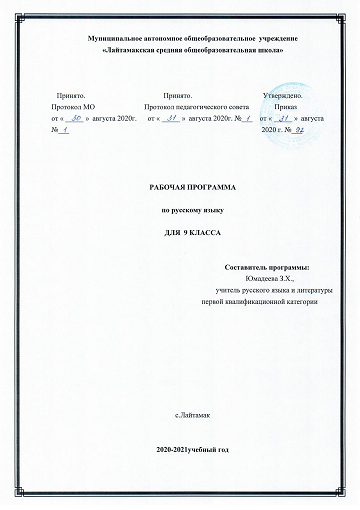 Муниципальное автономное общеобразовательное учреждение
«Лайтамакская средняя общеобразовательная школа»
Принято. Принято. Утверждено.
Протокол МО Протокол педагогического совета Приказ
от « 30 » августа 2020г. от « 31 » августа 2020г. № 1 от « 31 » августа
№ 1 2020 г. № 92
РАБОЧАЯ ПРОГРАММА
по русскому языку
ДЛЯ 9 КЛАССА
Составитель программы:
Юмадеева З.Х.,
учитель русского языка и литературы
первой квалификационной категории
с.Лайтамак
2020-2021учебный год